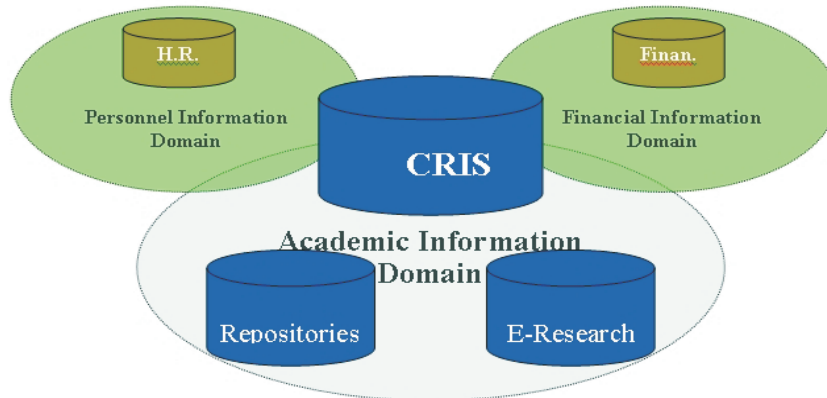 H.R.
Finan.
Personnel Information
Domain
Financial Information
Domain
CRIS
Academic Information
Domain
Repositories
E-Research